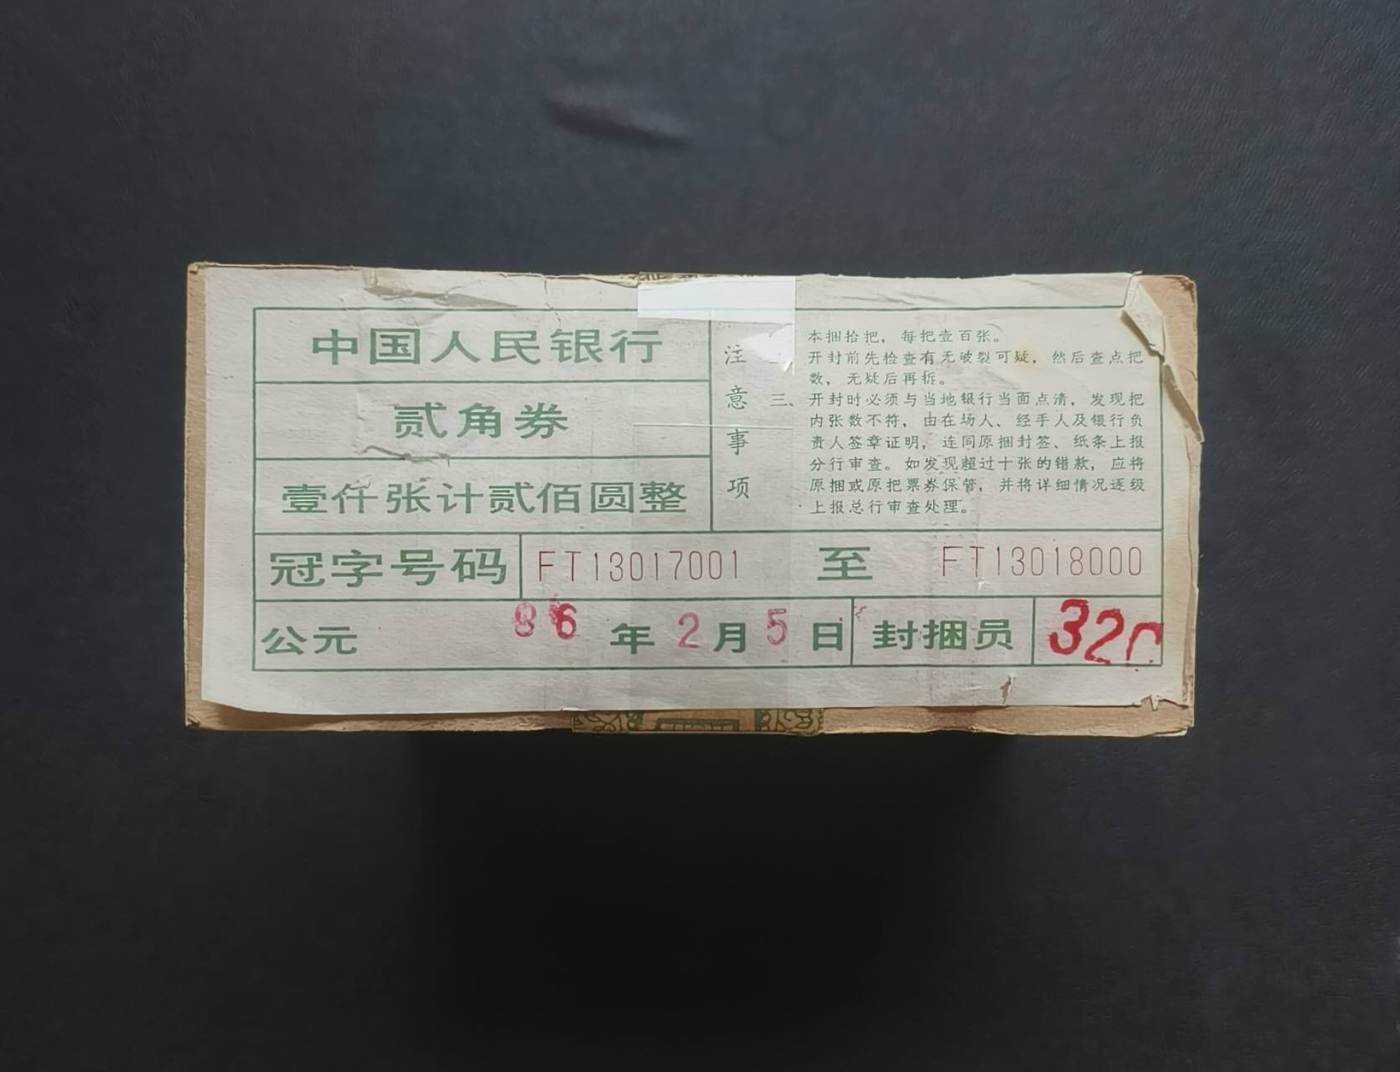 中国人民银行
贰角券
壹仟张计贰佰圆整
注意事项
本捆拾把，每把壹百张。
二、开封前先检查有无破裂可疑，然后查点把
数，无疑后再拆。
三、开封时必须与当地银行当面点清，发现把
内张数不符，由在场人、经手人及银行负
责人签章证明，连同原捆封签、纸条上报
分行审查。如发现超过十张的错款，应将
原捆或原把票券保管，并将详细情况逐级
上报总行审查处理。
冠字号码 FT13017001 至 FT13018000
公元 86 年 2 月 5 日 封捆员 32